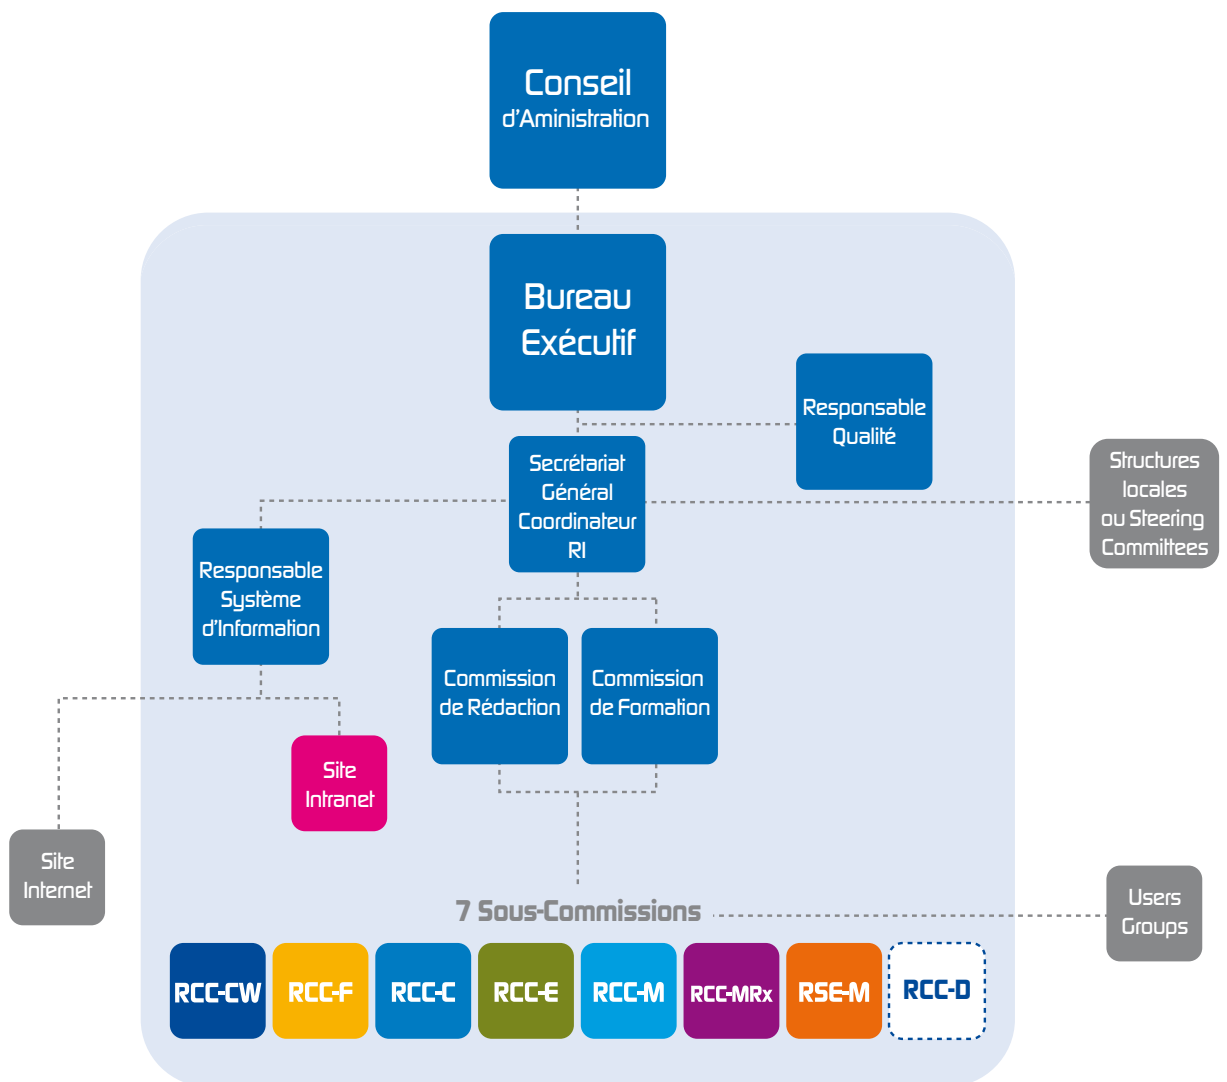 Conseil
d'Aministration
Bureau
Exécutif
Responsable
Qualité
Secrétariat
Général
Coordinateur
RI
Structures
locales
ou Steering
Committees
Responsable
Système
d'Information
Commission
de Rédaction
Commission
de Formation
Site
Intranet
Site
Internet
7 Sous-Commissions
Users
Groups
RCC-CW
RCC-F
RCC-C
RCC-E
RCC-M
RCC-MRx
RSE-M
RCC-D